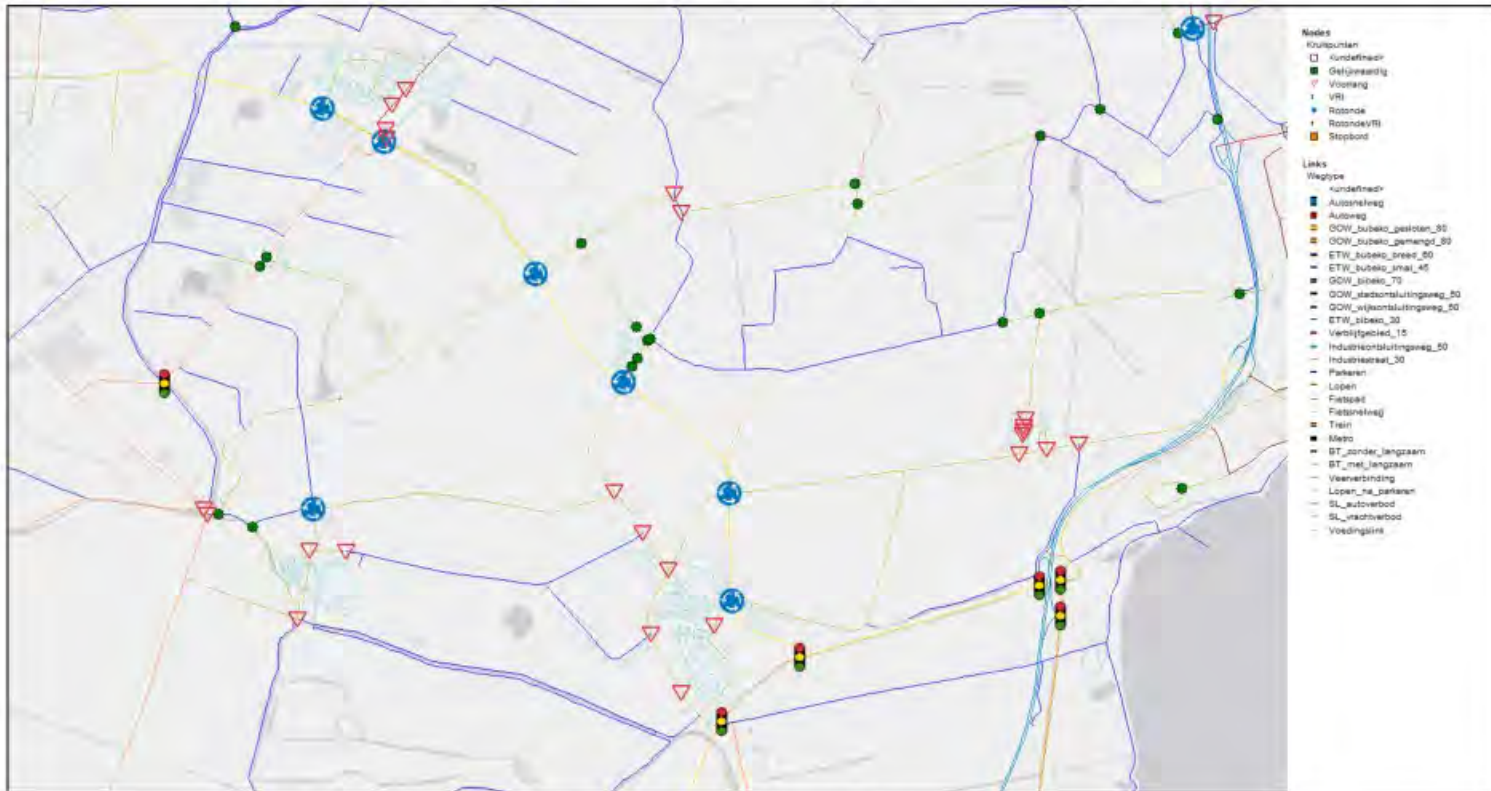 Nodes
Kruispunten
<undefined>
Gelijkwaardig
Voorrang
VRI
Rotonde
RotondeVRI
Stopbord
Links
Wegtype
<undefined>
Autosnelweg
Autoweg
GOW_bubeko_gesloten_80
GOW_bubeko_gemengd_80
ETW_bubeko_breed_60
ETW_bubeko_smal_45
GOW_bibeko_70
GOW_stadsontsluitingsweg_50
GOW_wijkontsluitingsweg_50
ETW_bibeko_30
Verblijfgebied_15
Industrieontsluitingsweg_50
Industriestraat_30
Parkeren
Lopen
Fietspad
Fietssnelweg
Trein
Metro
BT_zonder_langzaam
BT_met_langzaam
Veerverbinding
Lopen_na_parkeren
SL_autoverbod
SL_vrachtverbod
Voedingslink